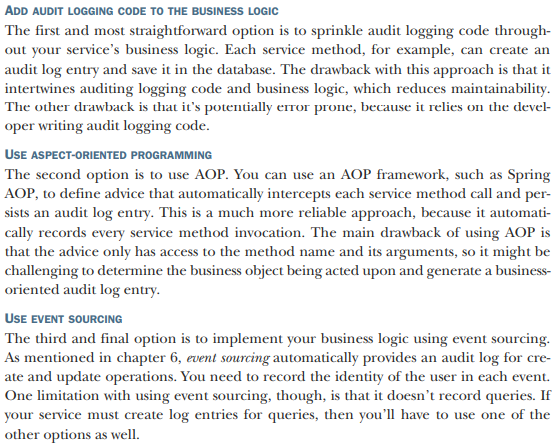 ADD AUDIT LOGGING CODE TO THE BUSINESS LOGIC
The first and most straightforward option is to sprinkle audit logging code through-
out your service's business logic. Each service method, for example, can create an
audit log entry and save it in the database. The drawback with this approach is that it
intertwines auditing logging code and business logic, which reduces maintainability.
The other drawback is that it's potentially error prone, because it relies on the devel-
oper writing audit logging code.
USE ASPECT-ORIENTED PROGRAMMING
The second option is to use AOP. You can use an AOP framework, such as Spring
AOP, to define advice that automatically intercepts each service method call and per-
sists an audit log entry. This is a much more reliable approach, because it automati-
cally records every service method invocation. The main drawback of using AOP is
that the advice only has access to the method name and its arguments, so it might be
challenging to determine the business object being acted upon and generate a business-
oriented audit log entry.
USE EVENT SOURCING
The third and final option is to implement your business logic using event sourcing.
As mentioned in chapter 6, event sourcing automatically provides an audit log for cre-
ate and update operations. You need to record the identity of the user in each event.
One limitation with using event sourcing, though, is that it doesn't record queries. If
your service must create log entries for queries, then you'll have to use one of the
other options as well.